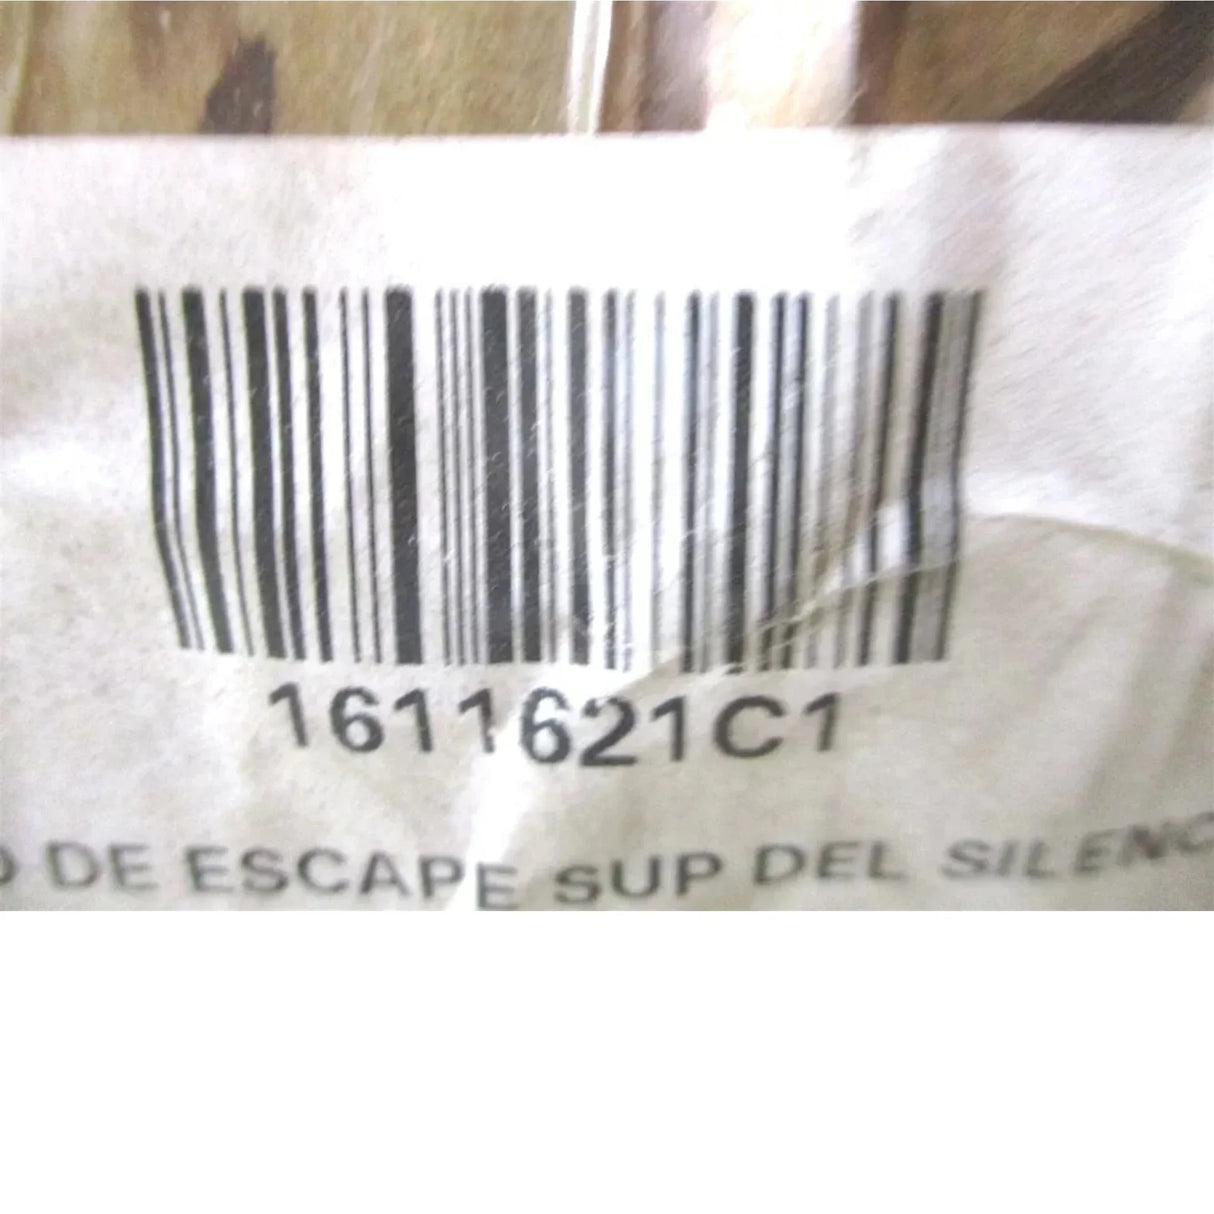 1611621C1
DE ESCAPE SUP DEL